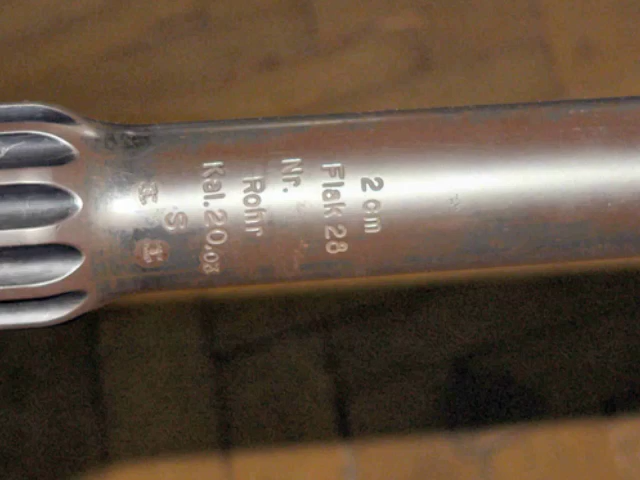 2 cm
Flak 28
Nr.
Rohr
Kal.20,08
S